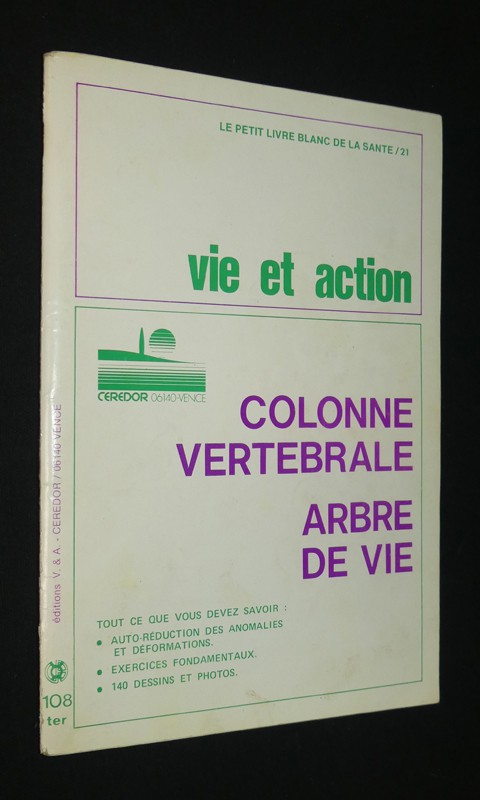 LE PETIT LIVRE BLANC DE LA SANTE / 21
vie et action
CEREDOR 06140-VENCE
COLONNE
VERTEBRALE
ARBRE
DE VIE
TOUT CE QUE VOUS DEVEZ SAVOIR :
• AUTO-RÉDUCTION DES ANOMALIES
ET DÉFORMATIONS.
• EXERCICES FONDAMENTAUX.
• 140 DESSINS ET PHOTOS.
éditions V. & A. - CEREDOR / 06140 VENCE
108
ter